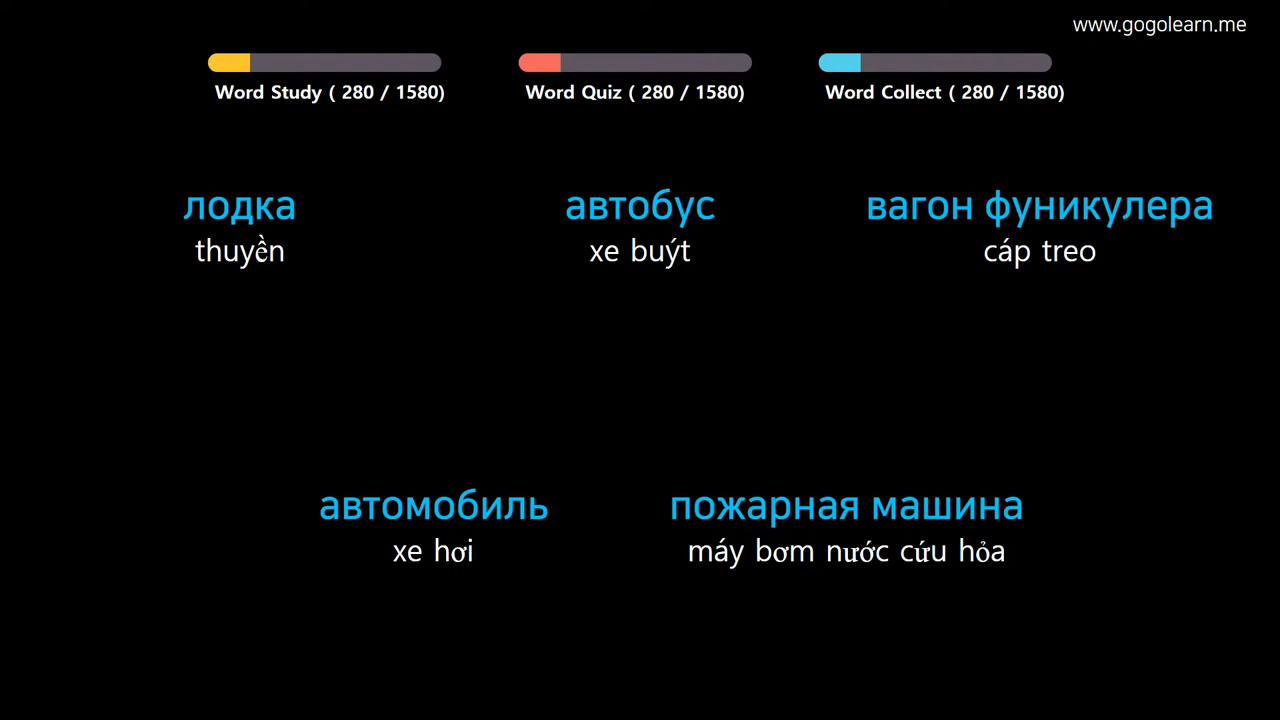 www.gogolearn.me
Word Study ( 280 / 1580)
Word Quiz ( 280 / 1580)
Word Collect ( 280 / 1580)
лодка
thuyền
автобус
xe buýt
вагон фуникулера
cáp treo
автомобиль
xe hơi
пожарная машина
máy bơm nước cứu hỏa